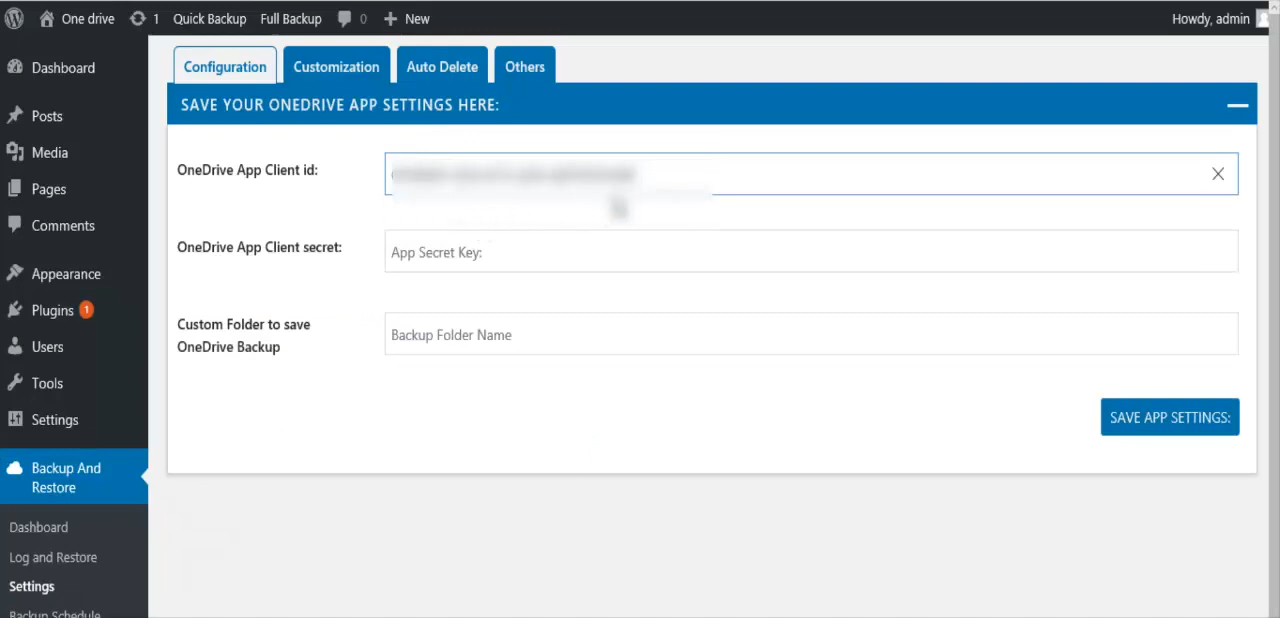 One drive 1 Quick Backup Full Backup 0 New Howdy, admin
Configuration Customization Auto Delete Others
SAVE YOUR ONEDRIVE APP SETTINGS HERE:
OneDrive App Client id:
OneDrive App Client secret: App Secret Key:
Custom Folder to save
OneDrive Backup
Backup Folder Name
SAVE APP SETTINGS:
Dashboard
Posts
Media
Pages
Comments
Appearance
Plugins 1
Users
Tools
Settings
Backup And
Restore
Dashboard
Log and Restore
Settings
Backup Schedule